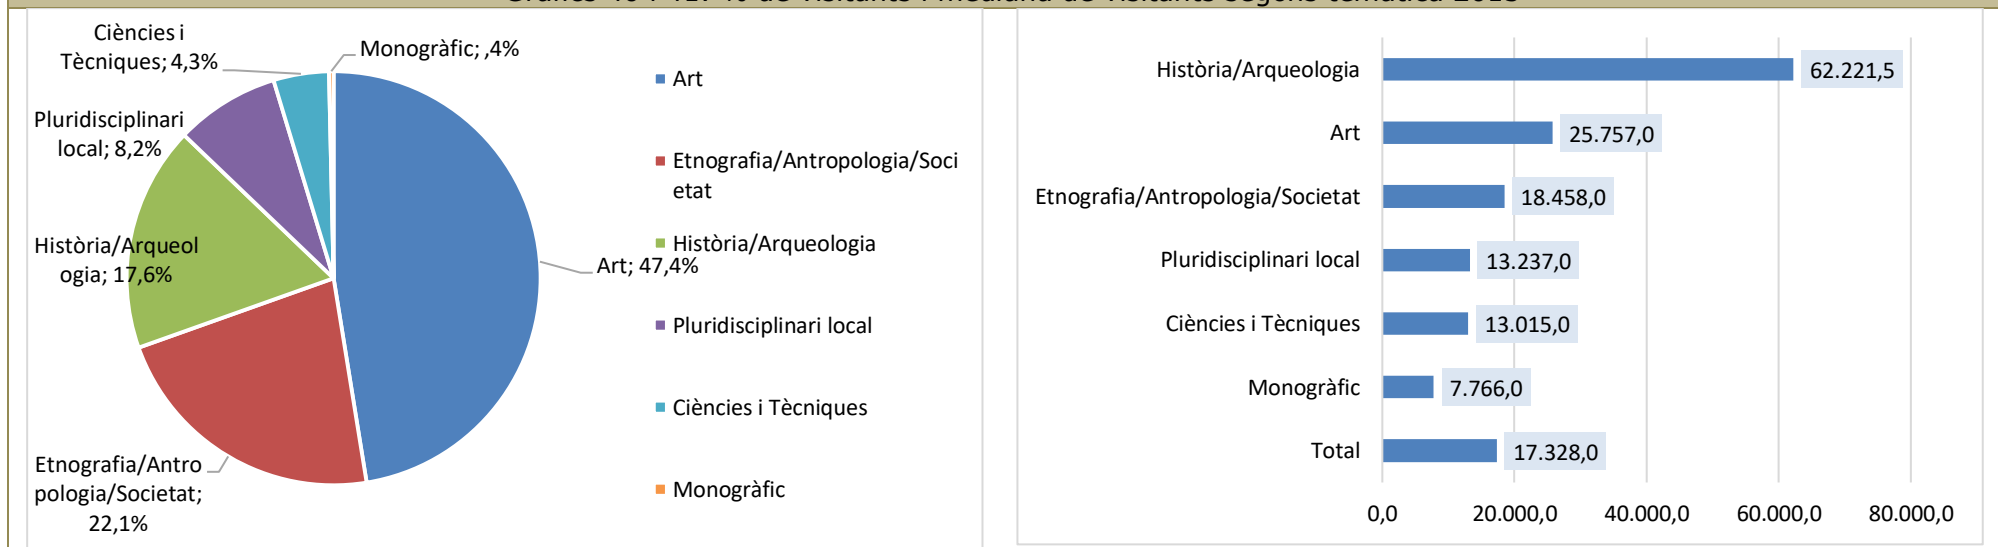 Ciències i
Tècniques; 4,3%
Monogràfic; ,4%
Pluridisciplinari
local; 8,2%
Història/Arqueol
ogia; 17,6%
Etnografia/Antro
pologia/Societat;
22,1%
Art; 47,4%
Art
Etnografia/Antropologia/Soci
etat
Història/Arqueologia
Pluridisciplinari local
Ciències i Tècniques
Monogràfic
Història/Arqueologia
62.221,5
Art
25.757,0
Etnografia/Antropologia/Societat
18.458,0
Pluridisciplinari local
13.237,0
Ciències i Tècniques
13.015,0
Monogràfic
7.766,0
Total
17.328,0
0,0
20.000,0
40.000,0
60.000,0
80.000,0